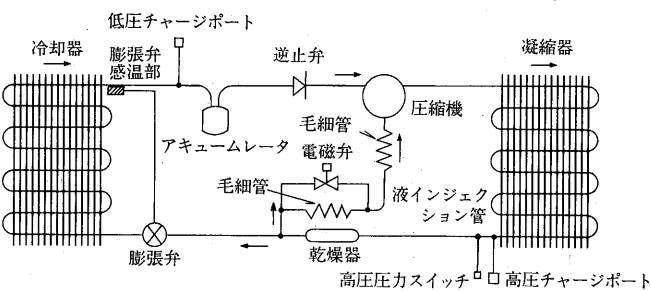 低圧チャージポート
冷却器
膨張弁
感温部
逆止弁
凝縮器
圧縮機
毛細管
アキュームレータ
電磁弁
毛細管
液インジェク
ション管
膨張弁
乾燥器
高圧圧力スイッチ
高圧チャージポート